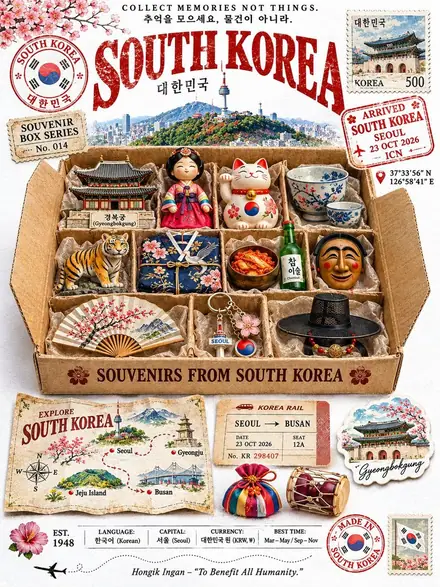 COLLECT MEMORIES NOT THINGS.
추억을 모으세요, 물건이 아니라.
SOUTH KOREA
대한민국
SOUTH KOREA
대한민국
SOUVENIR
BOX SERIES
No. 014
대한민국
KOREA 500
ARRIVED
SOUTH KOREA
SEOUL
23 OCT 2026
ICN
37°33'56" N
126°58'41" E
경복궁
(Gyeongbokgung)
참
이슬
SEOUL
SOUVENIRS FROM SOUTH KOREA
EXPLORE
SOUTH KOREA
Seoul
Gyeongju
Jeju Island
Busan
N
W E
S
KOREA RAIL
SEOUL → BUSAN
DATE SEAT
23 OCT 2026 12A
No. KR 298407
Gyeongbokgung
EST.
1948
LANGUAGE:
한국어 (Korean)
CAPITAL:
서울 (Seoul)
CURRENCY:
대한민국 원 (KRW, ₩)
BEST TIME:
Mar – May / Sep – Nov
MADE IN
SOUTH KOREA
Hongik Ingan – "To Benefit All Humanity."